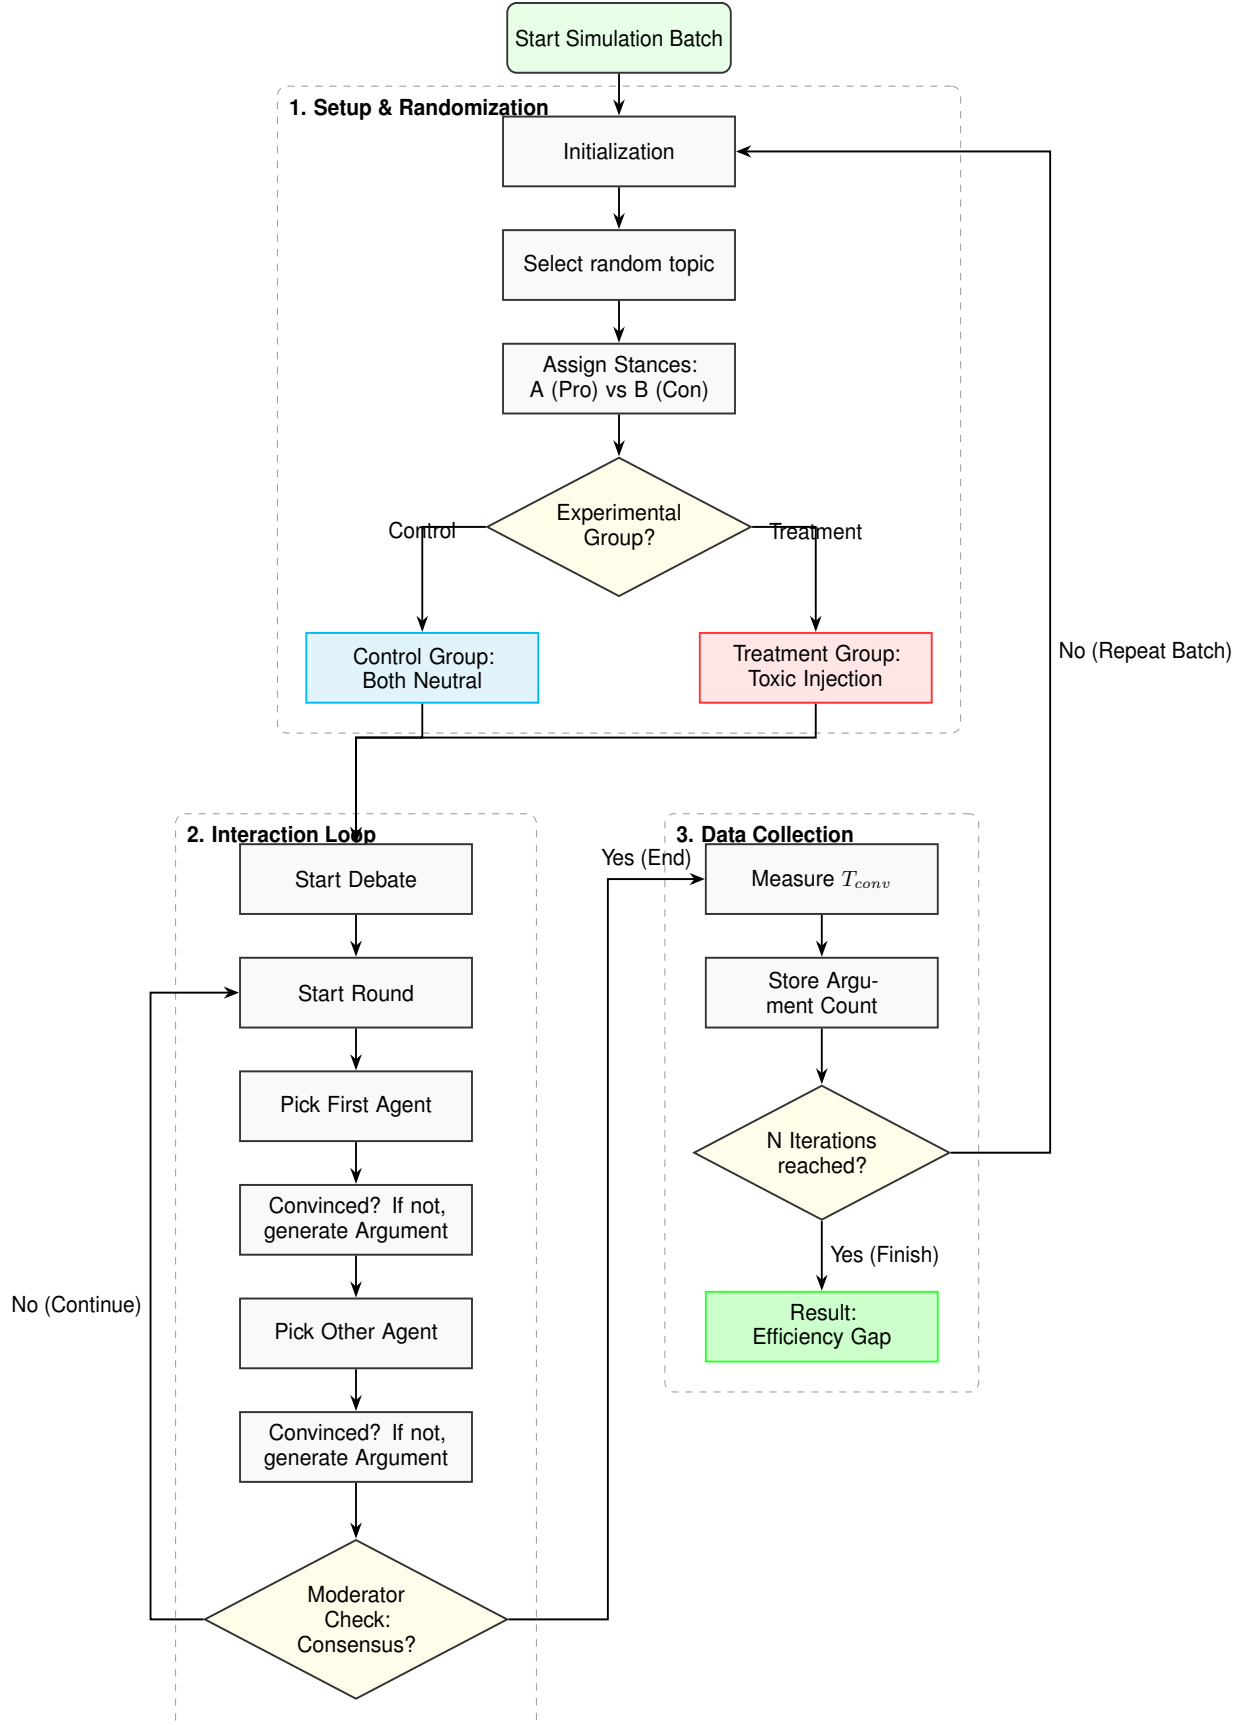 Start Simulation Batch
1. Setup & Randomization
Initialization
Select random topic
Assign Stances:
A (Pro) vs B (Con)
Experimental
Group?
Control
Treatment
Control Group:
Both Neutral
Treatment Group:
Toxic Injection
No (Repeat Batch)
2. Interaction Loop
Start Debate
Start Round
Pick First Agent
Convinced? If not,
generate Argument
Pick Other Agent
Convinced? If not,
generate Argument
Moderator
Check:
Consensus?
No (Continue)
Yes (End)
3. Data Collection
Measure T_{conv}
Store Argu-
ment Count
N Iterations
reached?
Yes (Finish)
Result:
Efficiency Gap